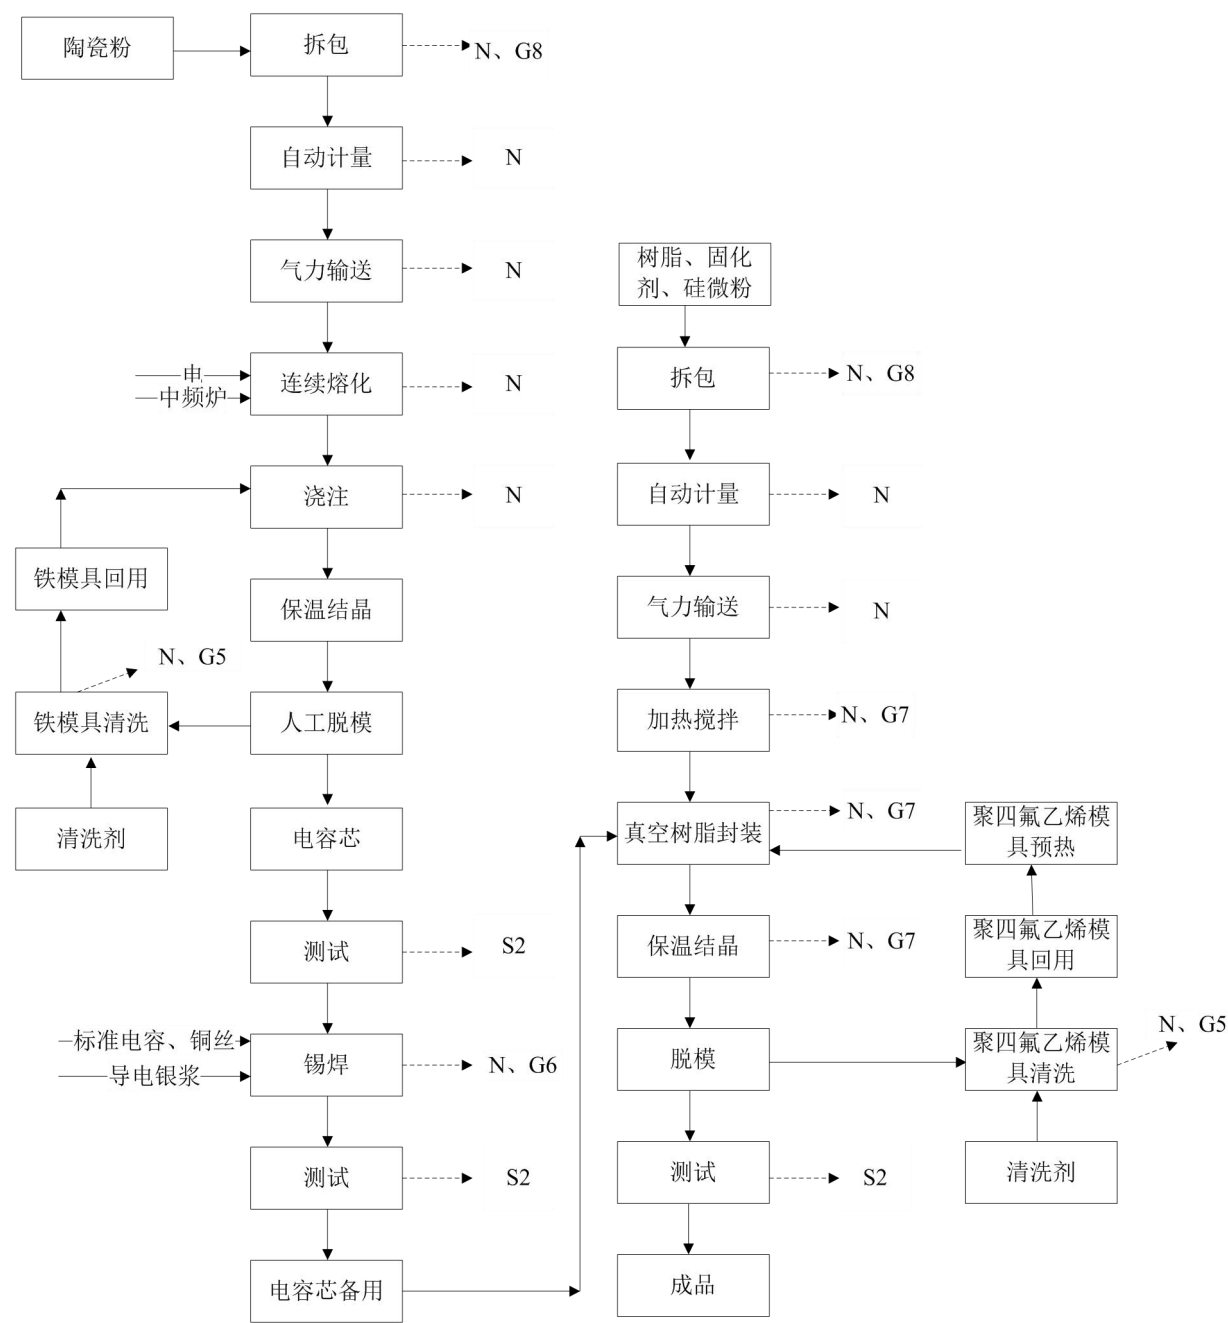 陶瓷粉
拆包
N、G8
自动计量
N
气力输送
N
电
中频炉
连续熔化
N
浇注
N
铁模具回用
保温结晶
N、G5
铁模具清洗
人工脱模
清洗剂
电容芯
测试
S2
标准电容、铜丝
导电银浆
锡焊
N、G6
测试
S2
电容芯备用
树脂、固化
剂、硅微粉
拆包
N、G8
自动计量
N
气力输送
N
加热搅拌
N、G7
真空树脂封装
N、G7
聚四氟乙烯模
具预热
保温结晶
N、G7
聚四氟乙烯模
具回用
脱模
聚四氟乙烯模
具清洗
N、G5
测试
S2
清洗剂
成品